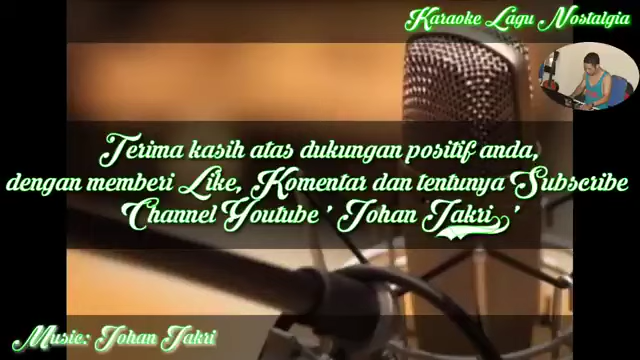 Karaoke Lagu Nostalgia
Terima kasih atas dukungan positif anda,
dengan memberi Like, Komentar dan tentunya Subscribe
Channel Youtube ' Johan Jakri '
Music: Johan Jakri